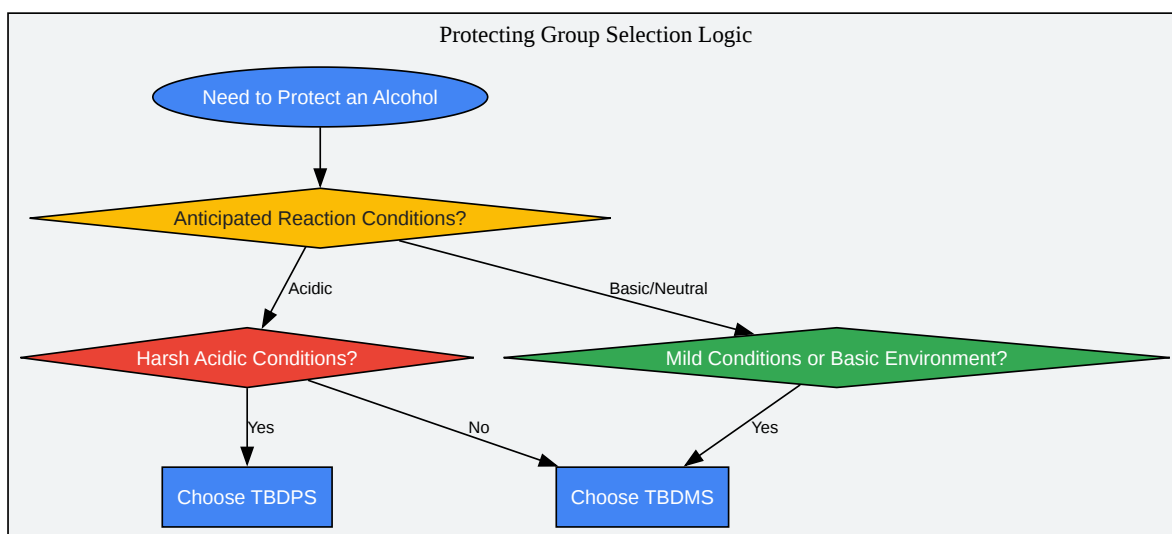 Protecting Group Selection Logic
Need to Protect an Alcohol
Anticipated Reaction Conditions?
Acidic
Basic/Neutral
Harsh Acidic Conditions?
Mild Conditions or Basic Environment?
Yes
No
Yes
Choose TBDPS
Choose TBDMS